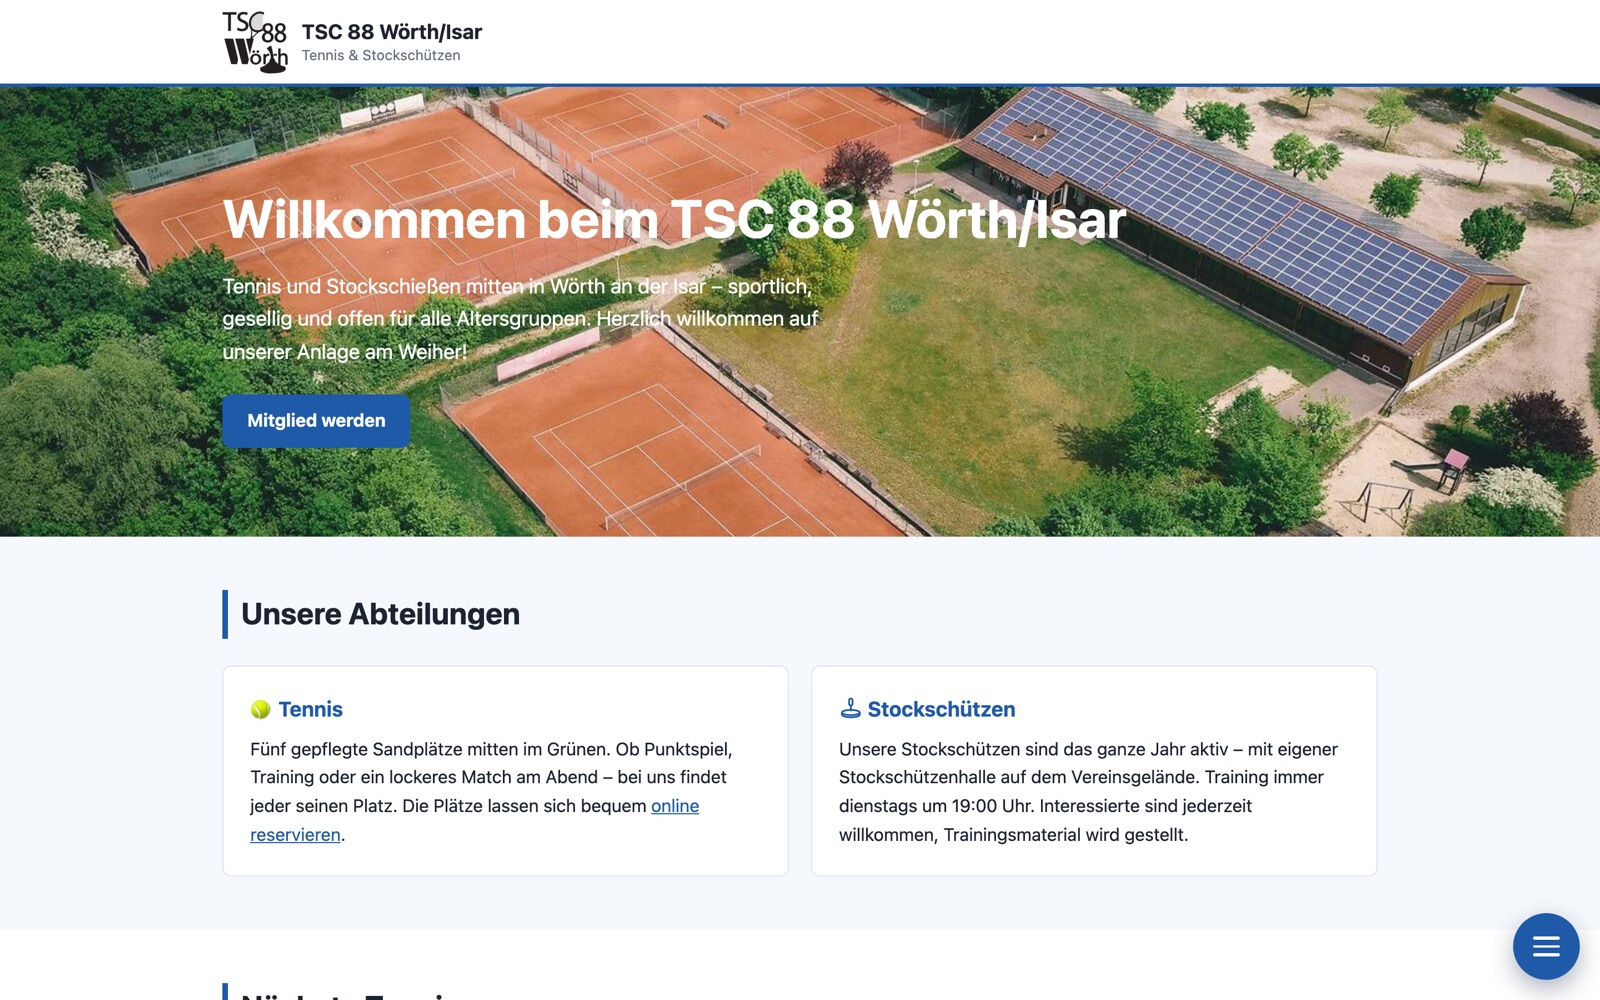 TSC 88 Wörth
TSC 88 Wörth/Isar
Tennis & Stockschützen
Willkommen beim TSC 88 Wörth/Isar
Tennis und Stockschießen mitten in Wörth an der Isar – sportlich,
gesellig und offen für alle Altersgruppen. Herzlich willkommen auf
unserer Anlage am Weiher!
Mitglied werden
Unsere Abteilungen
Tennis
Fünf gepflegte Sandplätze mitten im Grünen. Ob Punktspiel,
Training oder ein lockeres Match am Abend – bei uns findet
jeder seinen Platz. Die Plätze lassen sich bequem online
reservieren.
Stockschützen
Unsere Stockschützen sind das ganze Jahr aktiv – mit eigener
Stockschützenhalle auf dem Vereinsgelände. Training immer
dienstags um 19:00 Uhr. Interessierte sind jederzeit
willkommen, Trainingsmaterial wird gestellt.